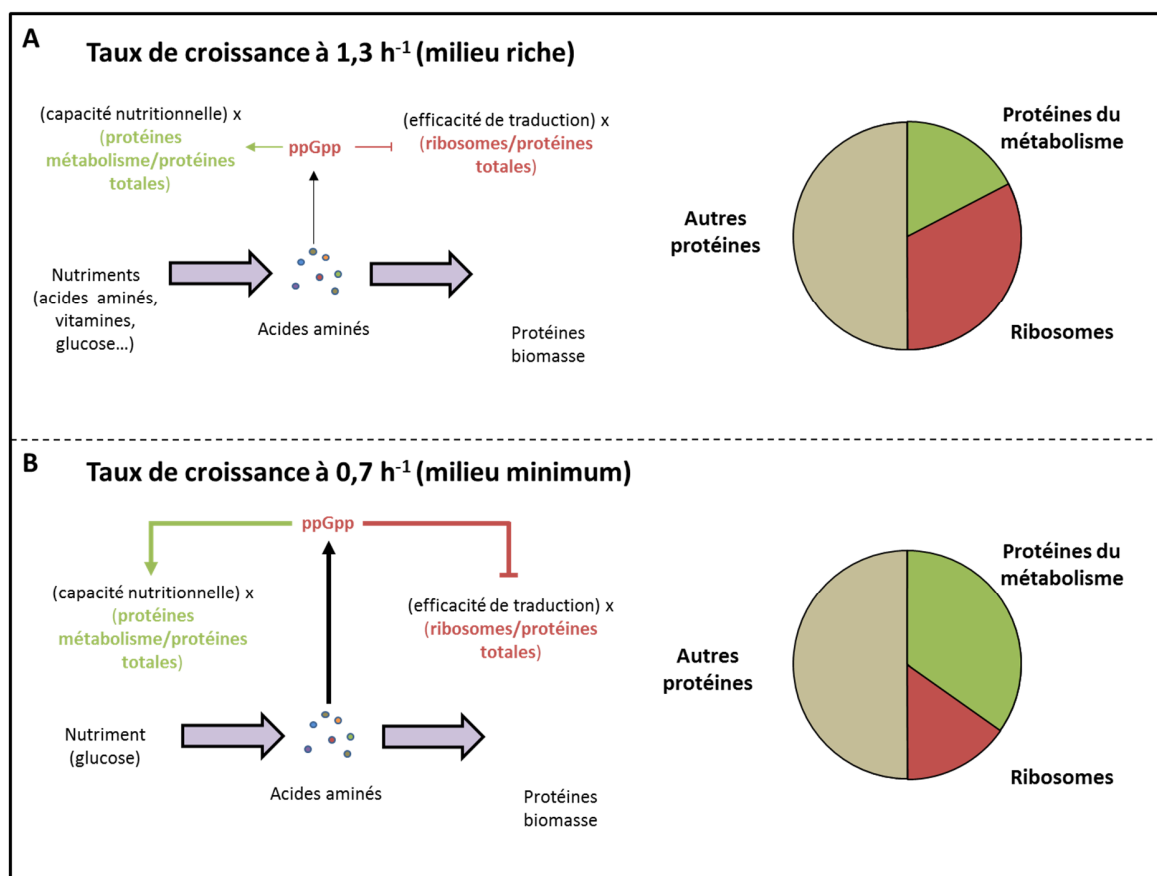 A
Taux de croissance à 1,3 h⁻¹ (milieu riche)
(capacité nutritionnelle) x
(protéines
métabolisme/protéines
totales)
ppGpp
(efficacité de traduction) x
(ribosomes/protéines
totales)
Nutriments
(acides aminés,
vitamines,
glucose…)
Acides aminés
Protéines
biomasse
Protéines du
métabolisme
Autres
protéines
Ribosomes
B
Taux de croissance à 0,7 h⁻¹ (milieu minimum)
ppGpp
(capacité nutritionnelle) x
(protéines
métabolisme/protéines
totales)
(efficacité de traduction) x
(ribosomes/protéines
totales)
Nutriment
(glucose)
Acides aminés
Protéines
biomasse
Protéines du
métabolisme
Autres
protéines
Ribosomes